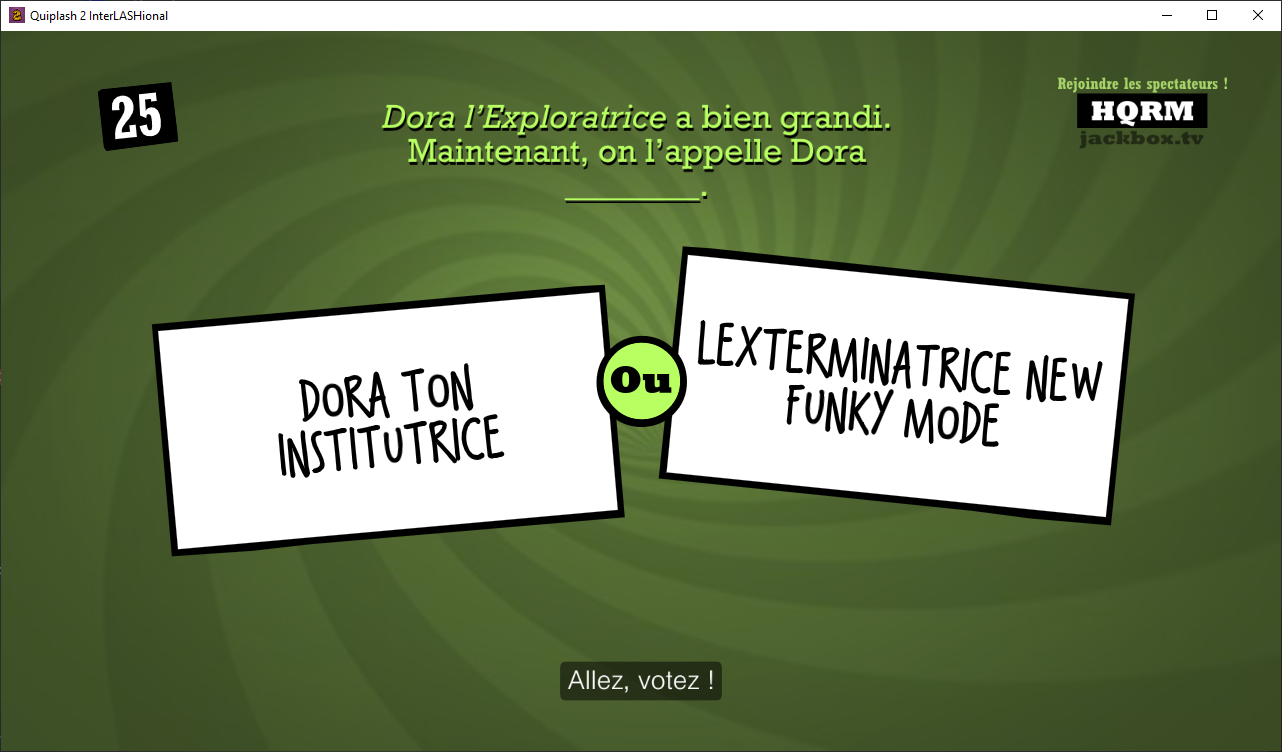 Quiplash 2 InterLASHional
25
Dora l'Exploratrice a bien grandi.
Maintenant, on l'appelle Dora
________.
Rejoindre les spectateurs !
HQRM
jackbox.tv
DORA TON
INSTITUTRICE
Ou
LEXTERMINATRICE NEW
FUNKY MODE
Allez, votez !